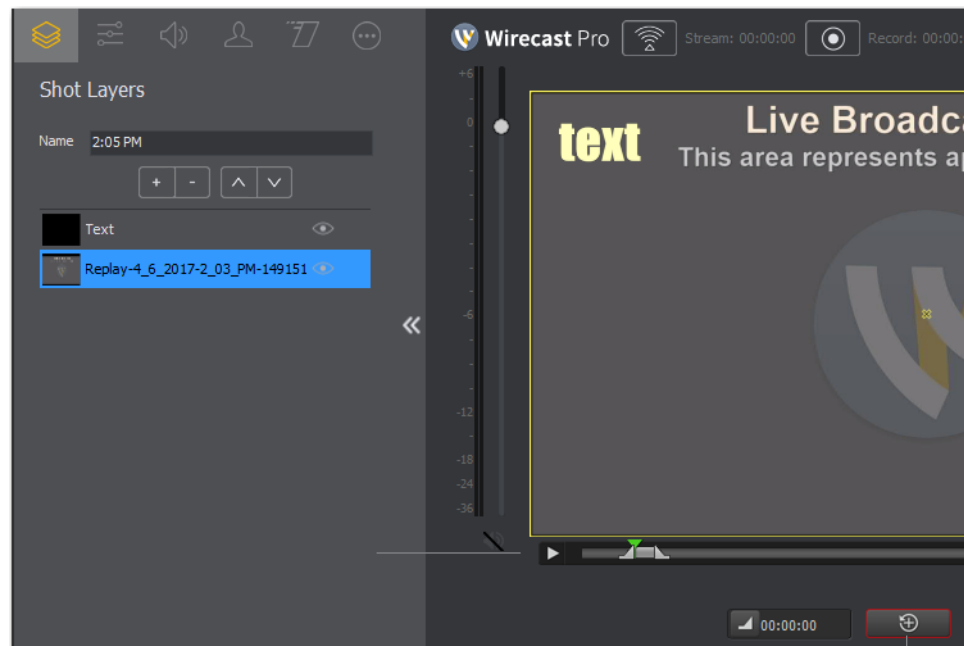 Wirecast Pro
Stream: 00:00:00
Record: 00:00:
Shot Layers
Name 2:05 PM
+ -
Text
Replay-4_6_2017-2_03_PM-149151
+6
-
0
-
-
-
-
-6
-
-
-
-12
-
-18
-24
-36
text
Live Broadca
This area represents ap
00:00:00